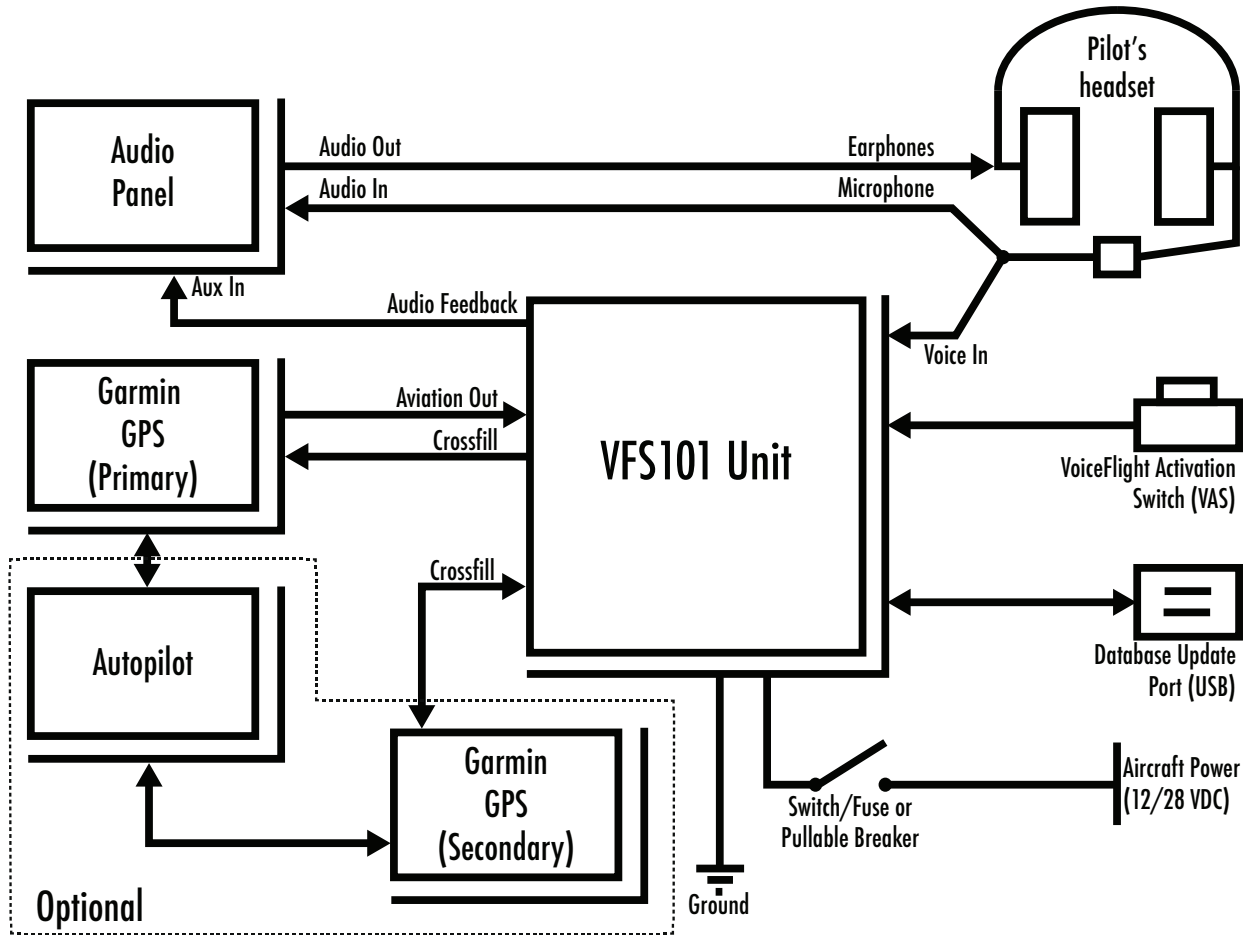 Pilot's
headset
Audio
Panel
Audio Out
Earphones
Audio In
Microphone
Aux In
Audio Feedback
Voice In
Garmin
GPS
(Primary)
Aviation Out
Crossfill
VFS101 Unit
VoiceFlight Activation
Switch (VAS)
Crossfill
Autopilot
Database Update
Port (USB)
Garmin
GPS
(Secondary)
Switch/Fuse or
Pullable Breaker
Aircraft Power
(12/28 VDC)
Optional
Ground